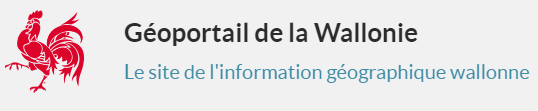 Géoportail de la Wallonie
Le site de l'information géographique wallonne